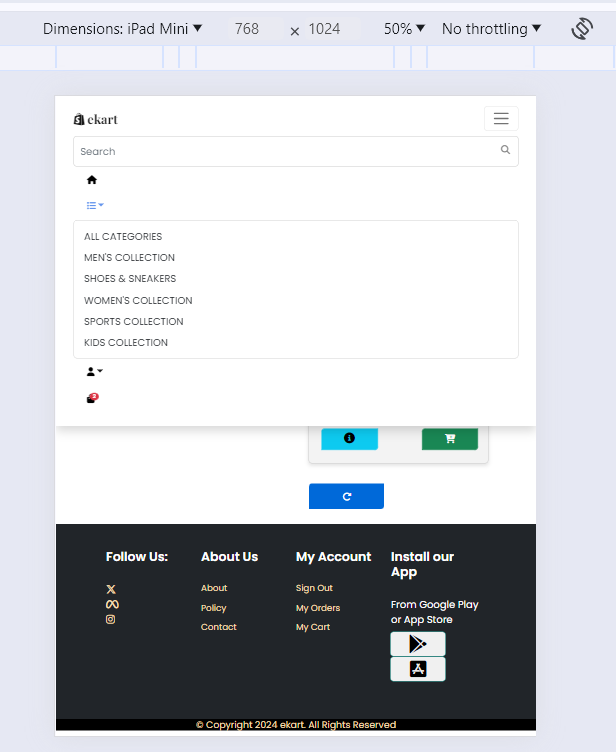 Dimensions: iPad Mini ▼ 768 × 1024 50% ▼ No throttling ▼
ekart
Search
ALL CATEGORIES
MEN'S COLLECTION
SHOES & SNEAKERS
WOMEN'S COLLECTION
SPORTS COLLECTION
KIDS COLLECTION
Follow Us:
About Us
About
Policy
Contact
My Account
Sign Out
My Orders
My Cart
Install our
App
From Google Play
or App Store
© Copyright 2024 ekart. All Rights Reserved